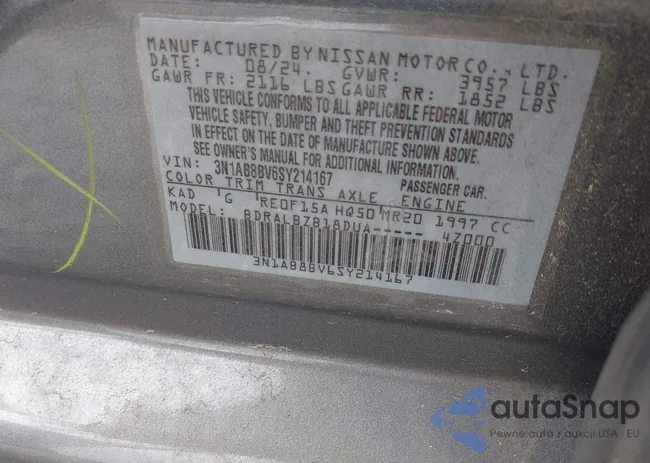 MANUFACTURED BY NISSAN MOTOR CO., LTD.
DATE: 08/24. GVWR: 3957 LBS
GAWR FR: 2116 LBS GAWR RR: 1852 LBS
THIS VEHICLE CONFORMS TO ALL APPLICABLE FEDERAL MOTOR
VEHICLE SAFETY, BUMPER AND THEFT PREVENTION STANDARDS
IN EFFECT ON THE DATE OF MANUFACTURE SHOWN ABOVE.
SEE OWNER'S MANUAL FOR ADDITIONAL INFORMATION.
VIN: 3N1AB8BV6SY214167 PASSENGER CAR.
COLOR TRIM TRANS AXLE ENGINE
KAD G RE0F15A HQ50 MR20 1997 CC
MODEL: BDRALBZB18DUA----- 4Z000
3N1AB8BV6SY214167
autaSnap
Pewne auta z aukcji USA - EU